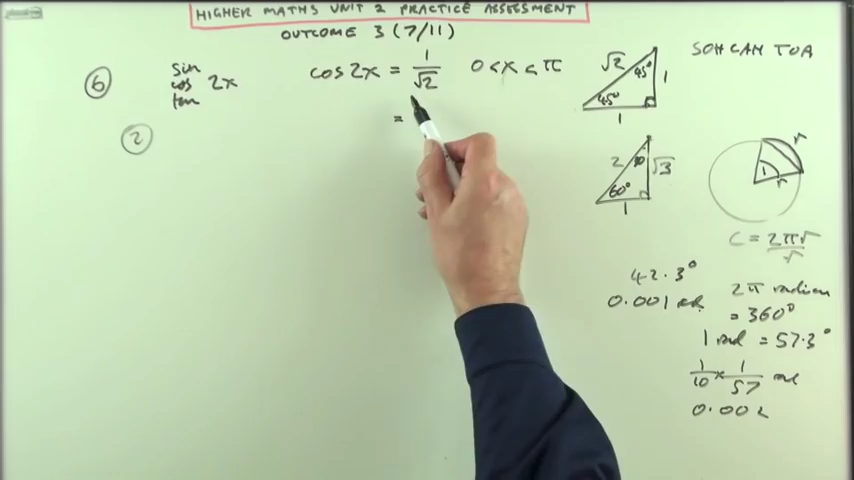 HIGHER MATHS UNIT 2 PRACTICE ASSESSMENT
OUTCOME 3 (7/11)
6
sin
cos 2x
tan
2
cos 2x = 1/√2 0 < x < π
=
√2 45° 1
45°
1
2 30 √3
60°
1
SOH CAH TOA
r
1
r
C = 2πr
r
42.3°
0.001 rad
2π radian
= 360°
1 rad = 57.3°
1/10 × 1/57 rad
0.002